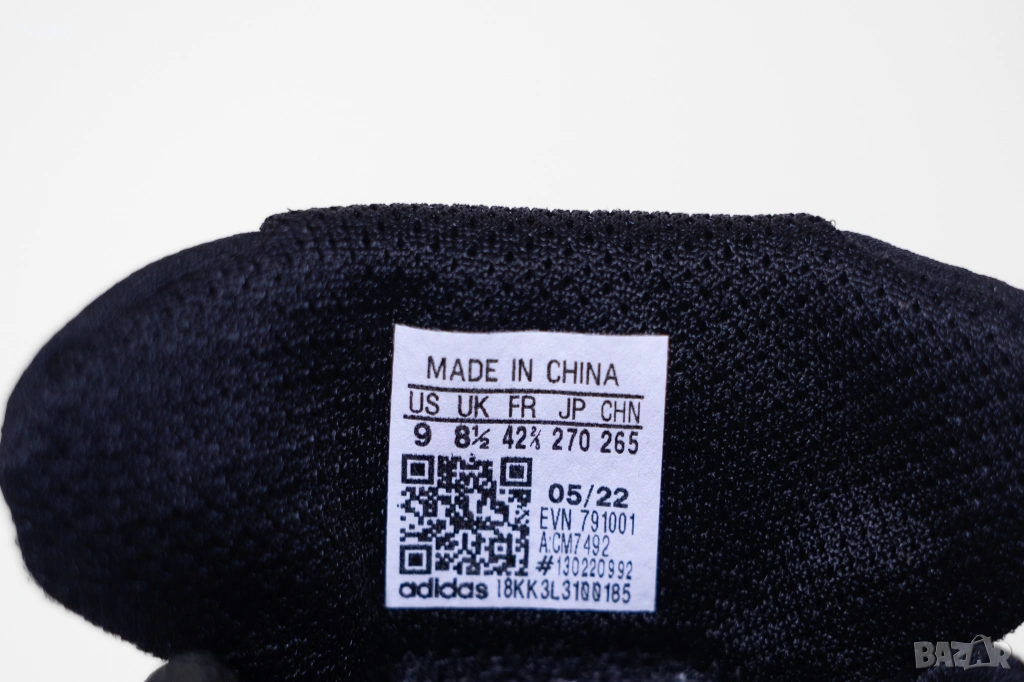 MADE IN CHINA
US UK FR JP CHN
9 8½ 42⅔ 270 265
05/22
EVN 791001
A:CM7492
#130220992
adidas 18KK3L3100185
BAZAR